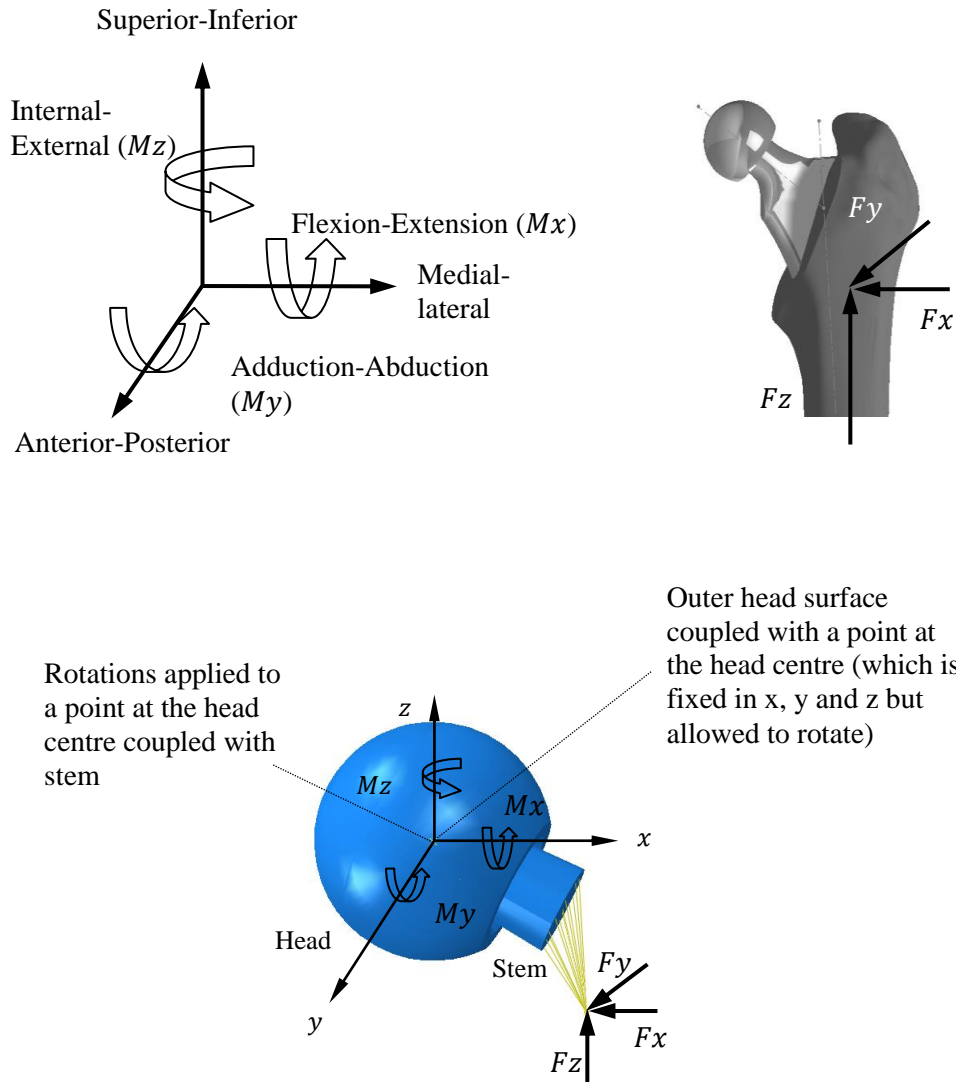 Superior-Inferior
Internal-
External (Mz)
Flexion-Extension (Mx)
Medial-
lateral
Adduction-Abduction
(My)
Anterior-Posterior
Fy
Fx
Fz
Outer head surface
coupled with a point at
the head centre (which is
fixed in x, y and z but
allowed to rotate)
Rotations applied to
a point at the head
centre coupled with
stem
z
Mz
Mx
x
My
Head
Stem
y
Fy
Fx
Fz